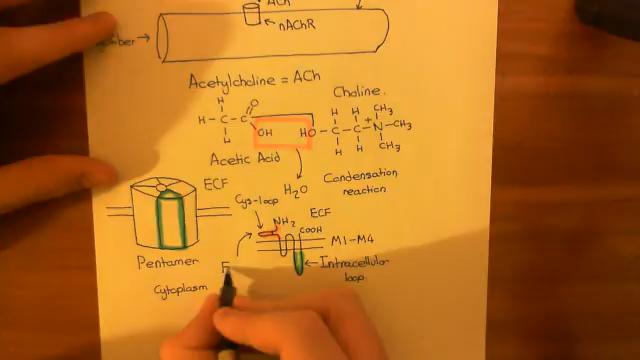 ACh
nAChR
Acetylcholine = ACh
Choline.
H
H - C - C
O
H
OH
HO - C - C - N - CH3
H H CH3
+
H H CH3
Acetic Acid
H2O
Condensation
reaction.
ECF
Cys-loop
NH2
ECF
COOH
M1-M4
Pentamer
Intracellular
loop.
Cytoplasm